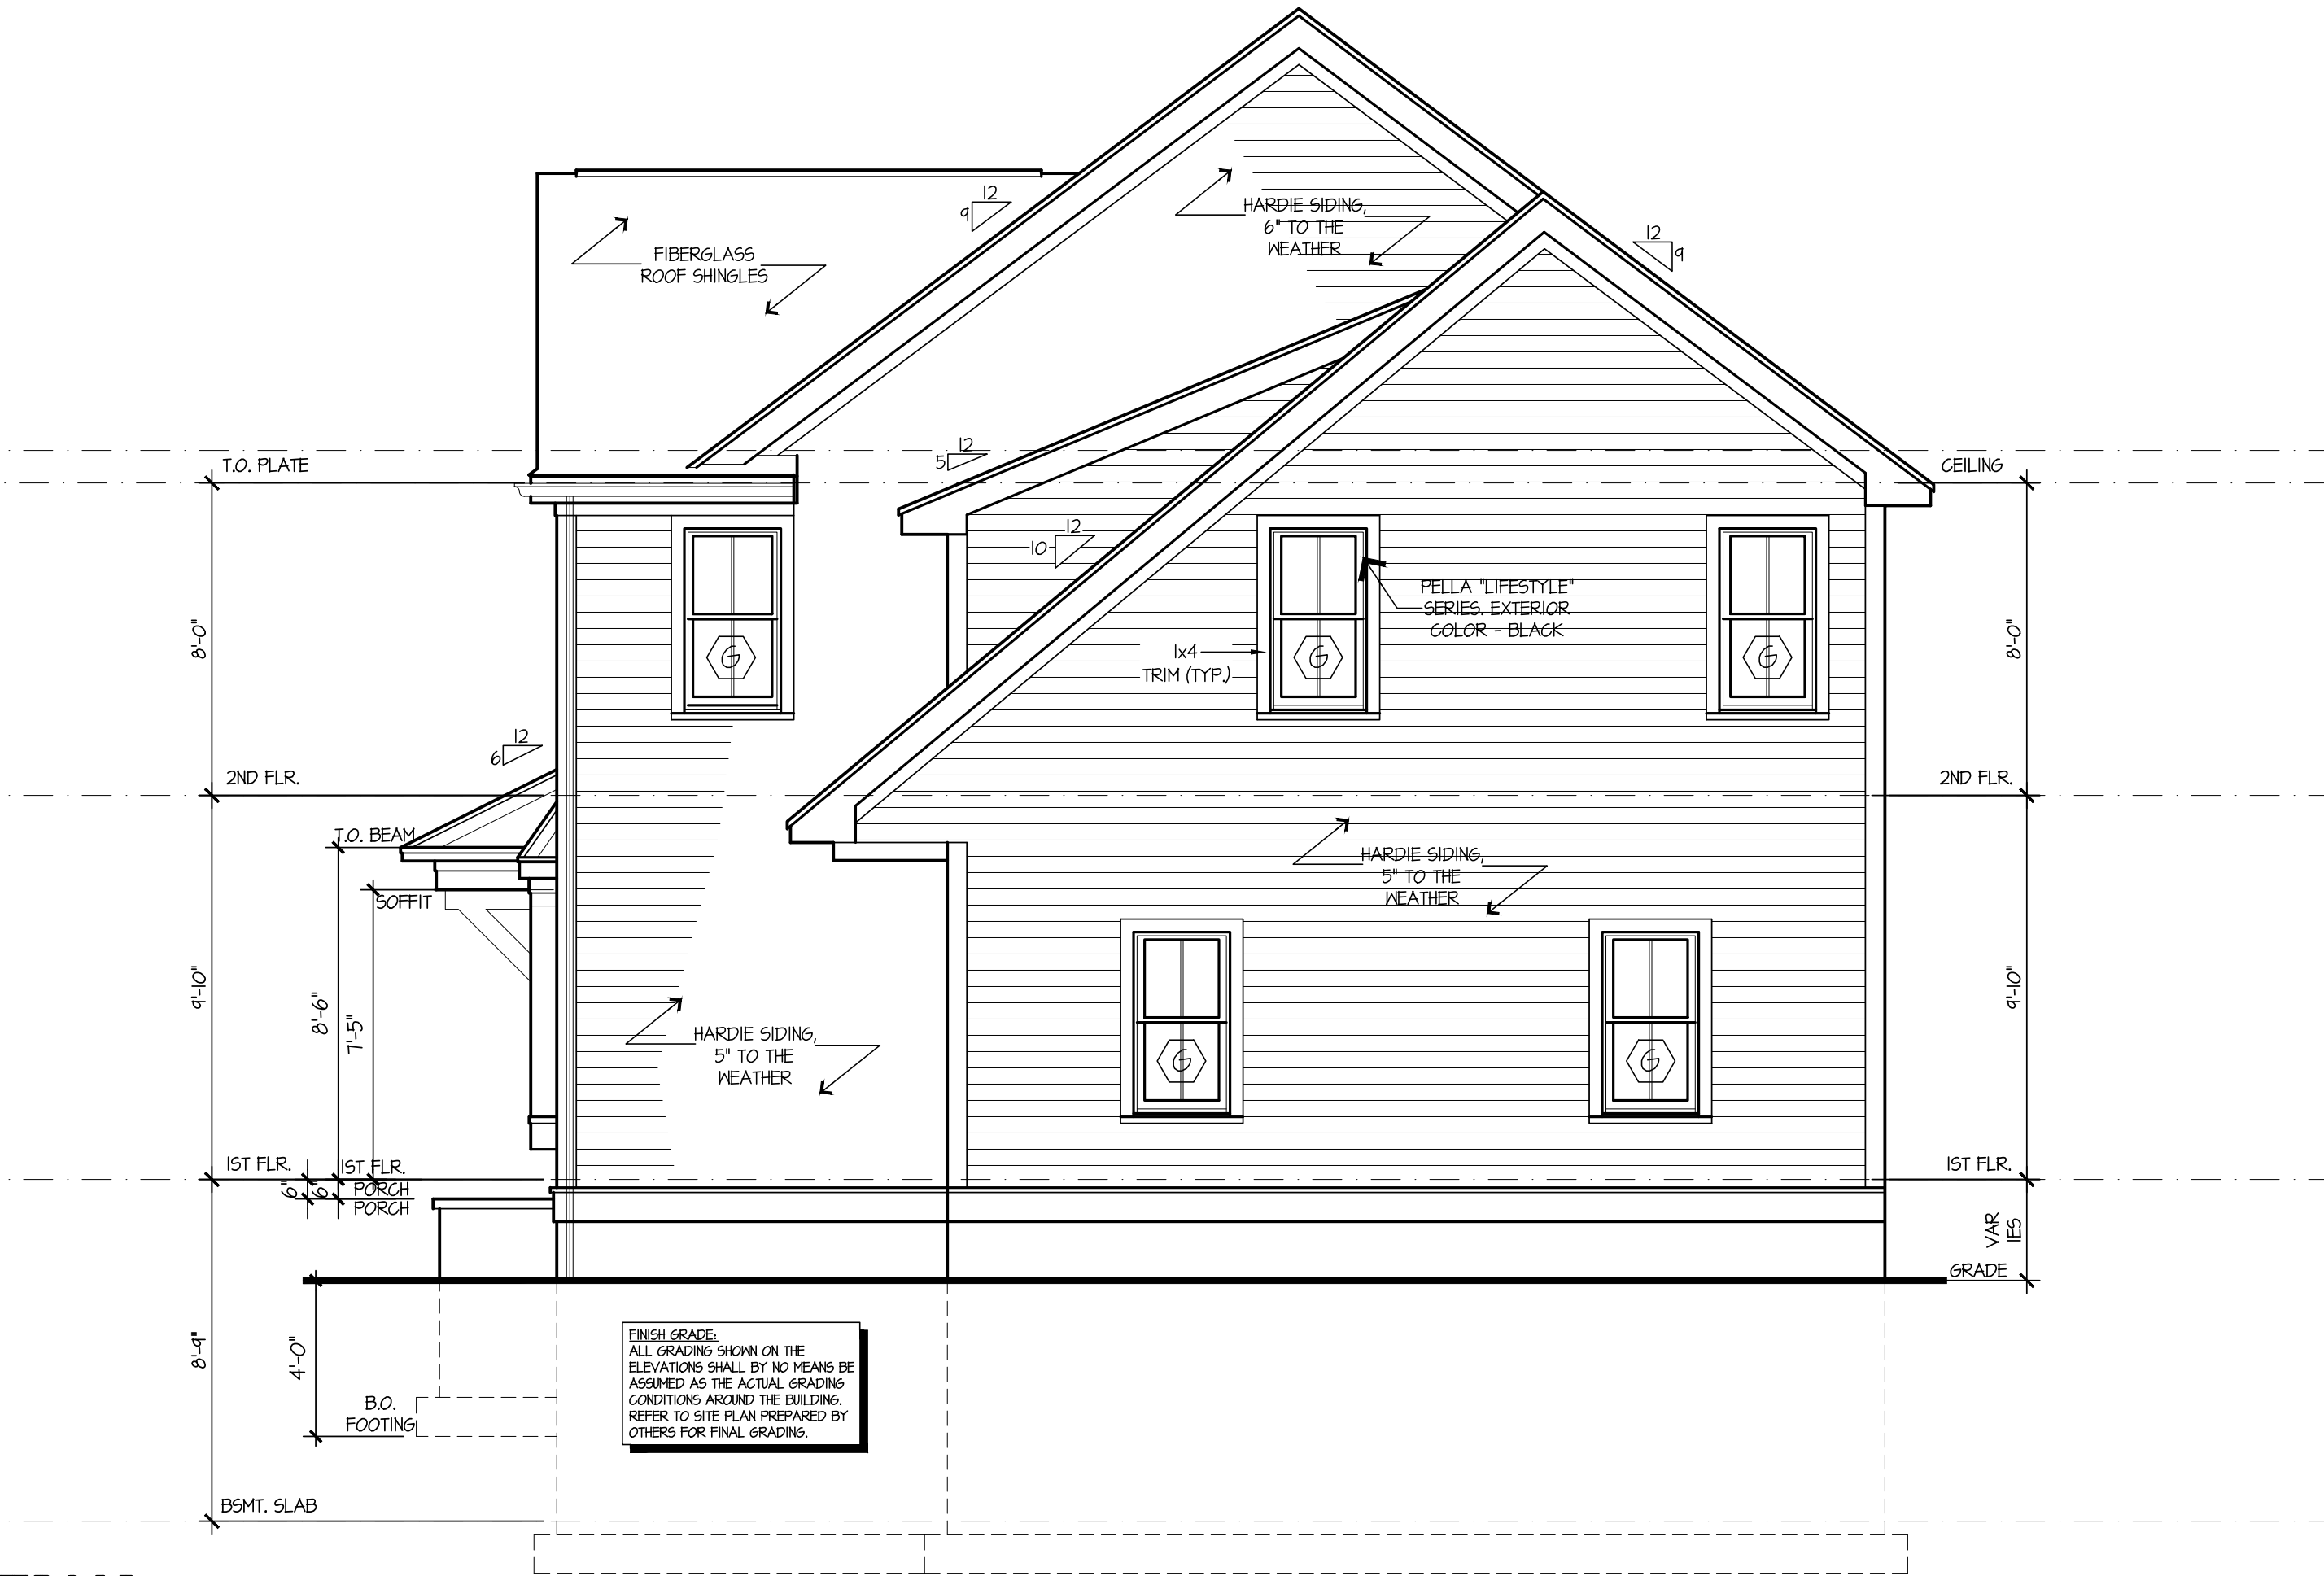 12
9
HARDIE SIDING,
6" TO THE
WEATHER
12
9
FIBERGLASS
ROOF SHINGLES
12
5
T.O. PLATE
CEILING
12
10
PELLA "LIFESTYLE"
SERIES. EXTERIOR
COLOR - BLACK
8'-0"
G
1x4
TRIM (TYP.)
G
G
8'-0"
12
6
2ND FLR.
2ND FLR.
T.O. BEAM
HARDIE SIDING,
5" TO THE
WEATHER
SOFFIT
9'-10"
8'-6"
7'-5"
HARDIE SIDING,
5" TO THE
WEATHER
G
G
9'-10"
1ST FLR.
1ST FLR.
1ST FLR.
6"
6"
PORCH
PORCH
VAR
IES
GRADE
8'-9"
4'-0"
FINISH GRADE:
ALL GRADING SHOWN ON THE
ELEVATIONS SHALL BY NO MEANS BE
ASSUMED AS THE ACTUAL GRADING
CONDITIONS AROUND THE BUILDING.
REFER TO SITE PLAN PREPARED BY
OTHERS FOR FINAL GRADING.
B.O.
FOOTING
BSMT. SLAB